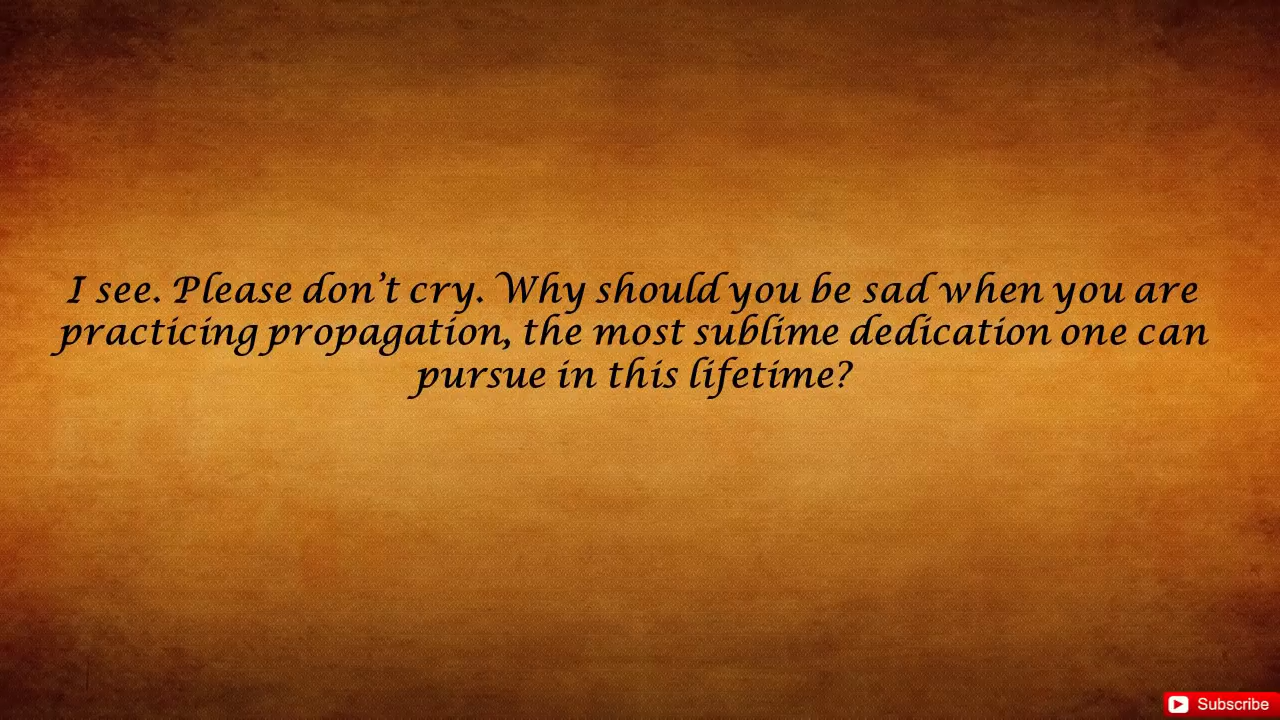 I see. Please don't cry. Why should you be sad when you are
practicing propagation, the most sublime dedication one can
pursue in this lifetime?
Subscribe